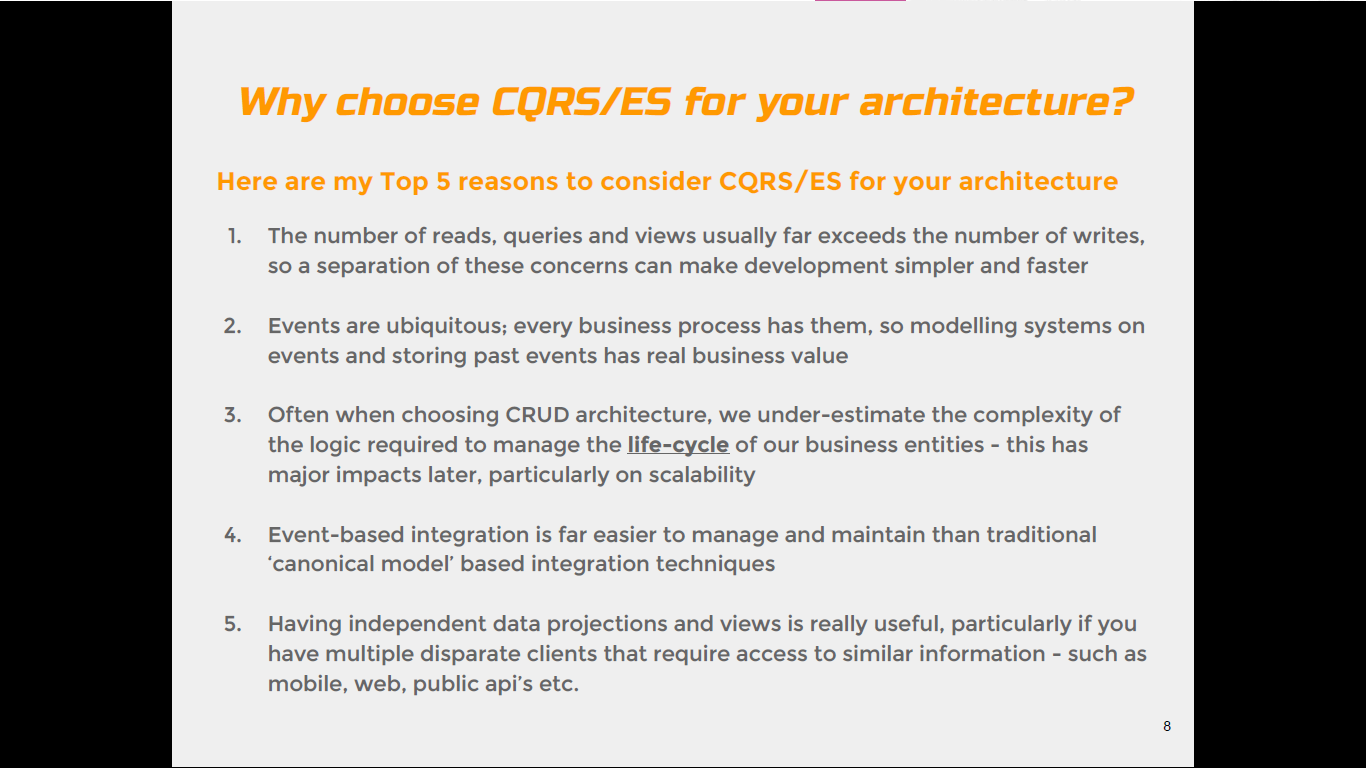 Why choose CQRS/ES for your architecture?
Here are my Top 5 reasons to consider CQRS/ES for your architecture
1. The number of reads, queries and views usually far exceeds the number of writes,
so a separation of these concerns can make development simpler and faster
2. Events are ubiquitous; every business process has them, so modelling systems on
events and storing past events has real business value
3. Often when choosing CRUD architecture, we under-estimate the complexity of
the logic required to manage the life-cycle of our business entities - this has
major impacts later, particularly on scalability
4. Event-based integration is far easier to manage and maintain than traditional
‘canonical model’ based integration techniques
5. Having independent data projections and views is really useful, particularly if you
have multiple disparate clients that require access to similar information - such as
mobile, web, public api’s etc.
8